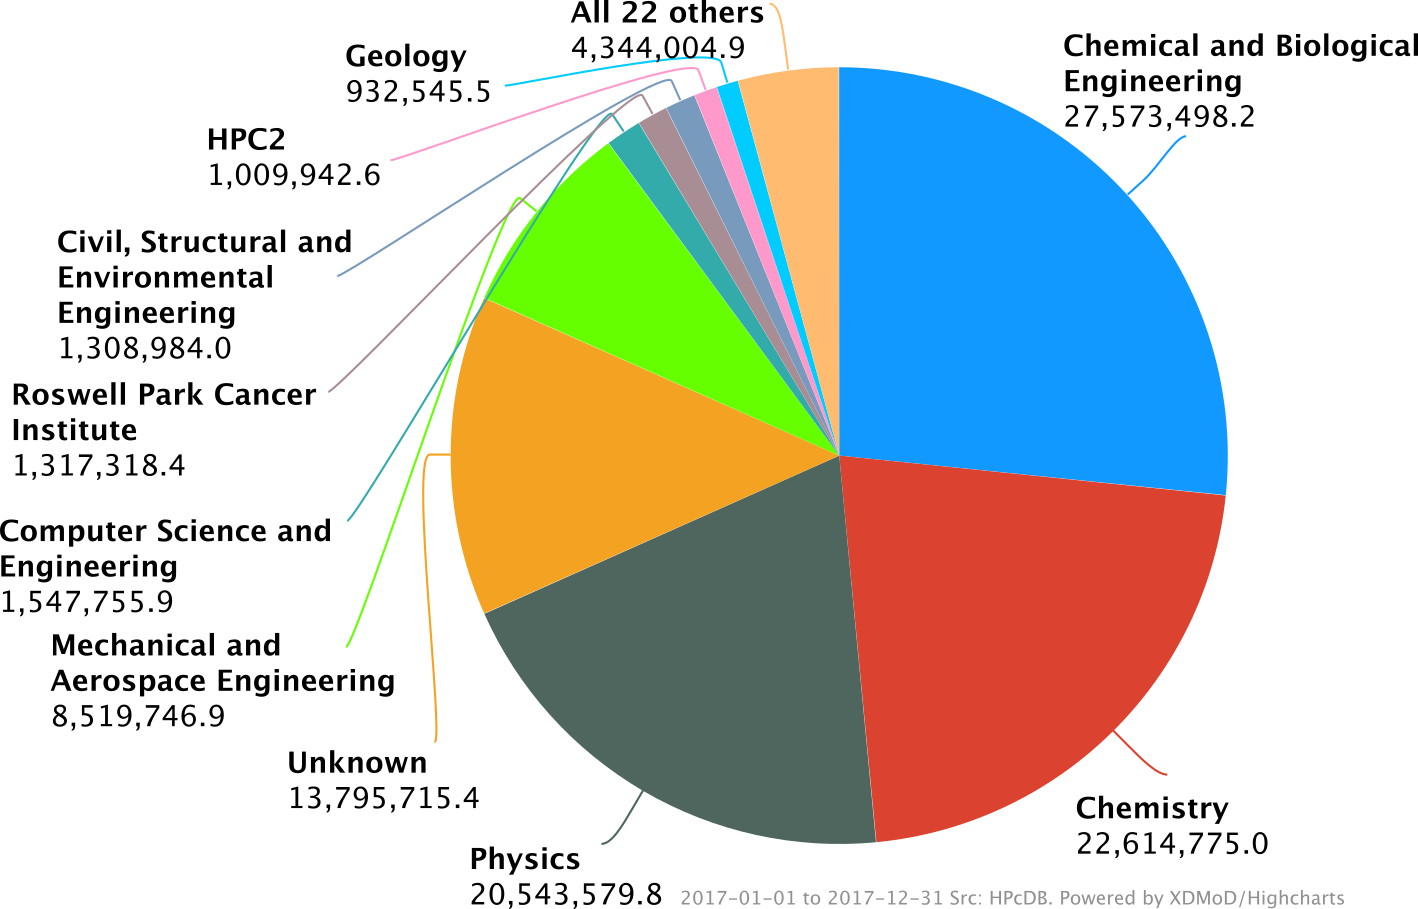 All 22 others
4,344,004.9
Chemical and Biological
Engineering
27,573,498.2
Geology
932,545.5
HPC2
1,009,942.6
Civil, Structural and
Environmental
Engineering
1,308,984.0
Roswell Park Cancer
Institute
1,317,318.4
Computer Science and
Engineering
1,547,755.9
Mechanical and
Aerospace Engineering
8,519,746.9
Unknown
13,795,715.4
Chemistry
22,614,775.0
Physics
20,543,579.8
2017-01-01 to 2017-12-31 Src: HPcDB. Powered by XDMoD/Highcharts